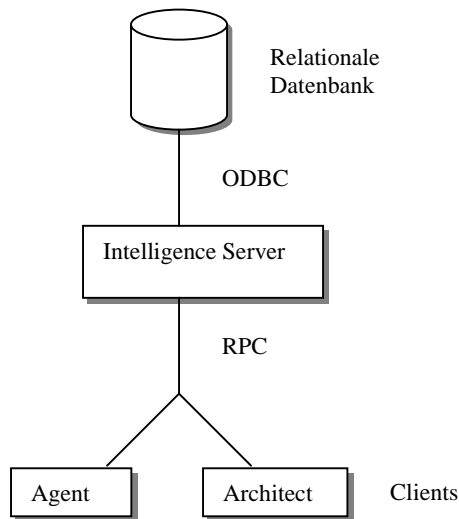 Relationale
Datenbank
ODBC
Intelligence Server
RPC
Agent
Architect
Clients